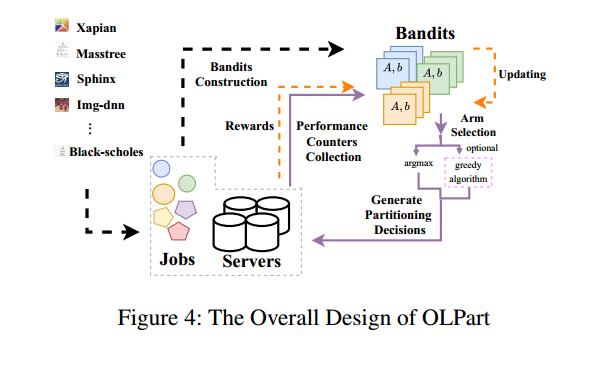 Xapian
Masstree
Sphinx
Img-dnn
⋮
Black-scholes
Jobs
Servers
Bandits
Construction
Rewards
Performance
Counters
Collection
Bandits
A, b
A, b
A, b
Updating
Arm
Selection
argmax
optional
greedy
algorithm
Generate
Partitioning
Decisions
Figure 4: The Overall Design of OLPart